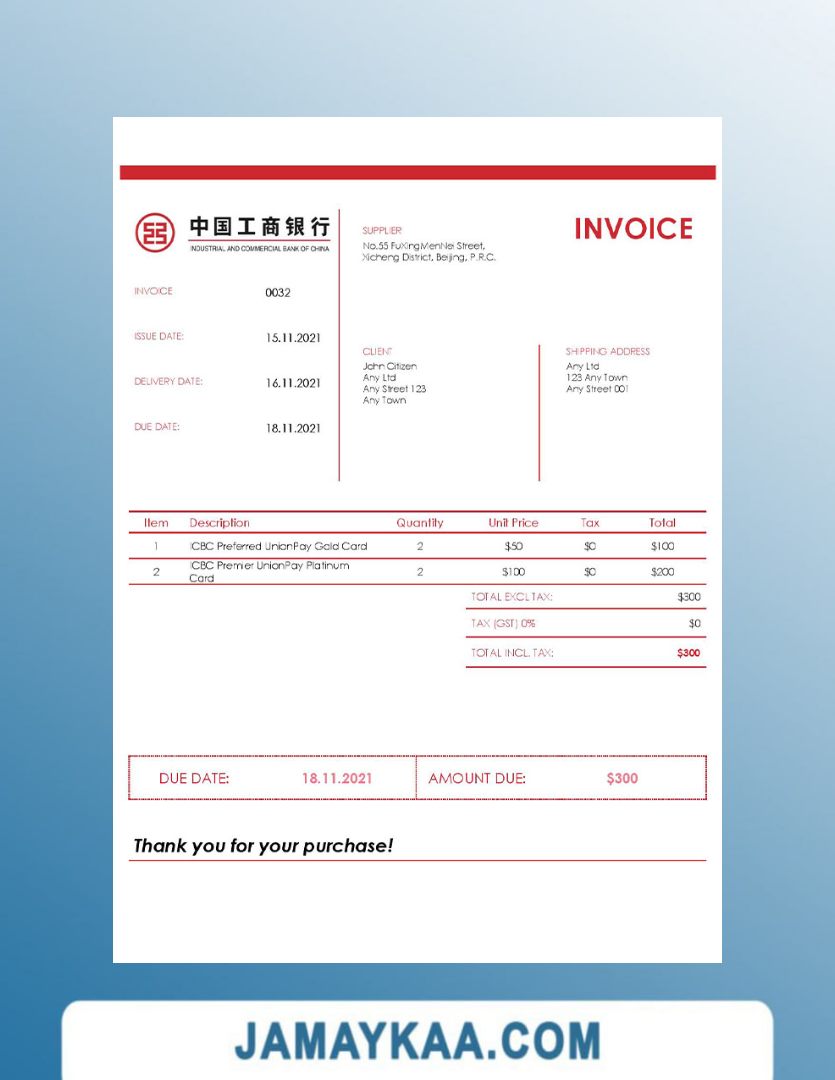 中国工商银行
INDUSTRIAL AND COMMERCIAL BANK OF CHINA
INVOICE 0032
ISSUE DATE: 15.11.2021
DELIVERY DATE: 16.11.2021
DUE DATE: 18.11.2021
SUPPLIER
No.55 FuXingMenNei Street,
Xicheng District, Beijing, P.R.C.
INVOICE
CLIENT
John Citizen
Any Ltd
Any Street 123
Any Town
SHIPPING ADDRESS
Any Ltd
123 Any Town
Any Street 001
Item Description Quantity Unit Price Tax Total
1 ICBC Preferred UnionPay Gold Card 2 $50 $0 $100
2 ICBC Premier UnionPay Platinum Card 2 $100 $0 $200
TOTAL EXCL TAX: $300
TAX (GST) 0% $0
TOTAL INCL. TAX: $300
DUE DATE: 18.11.2021 AMOUNT DUE: $300
Thank you for your purchase!
JAMAYKAA.COM